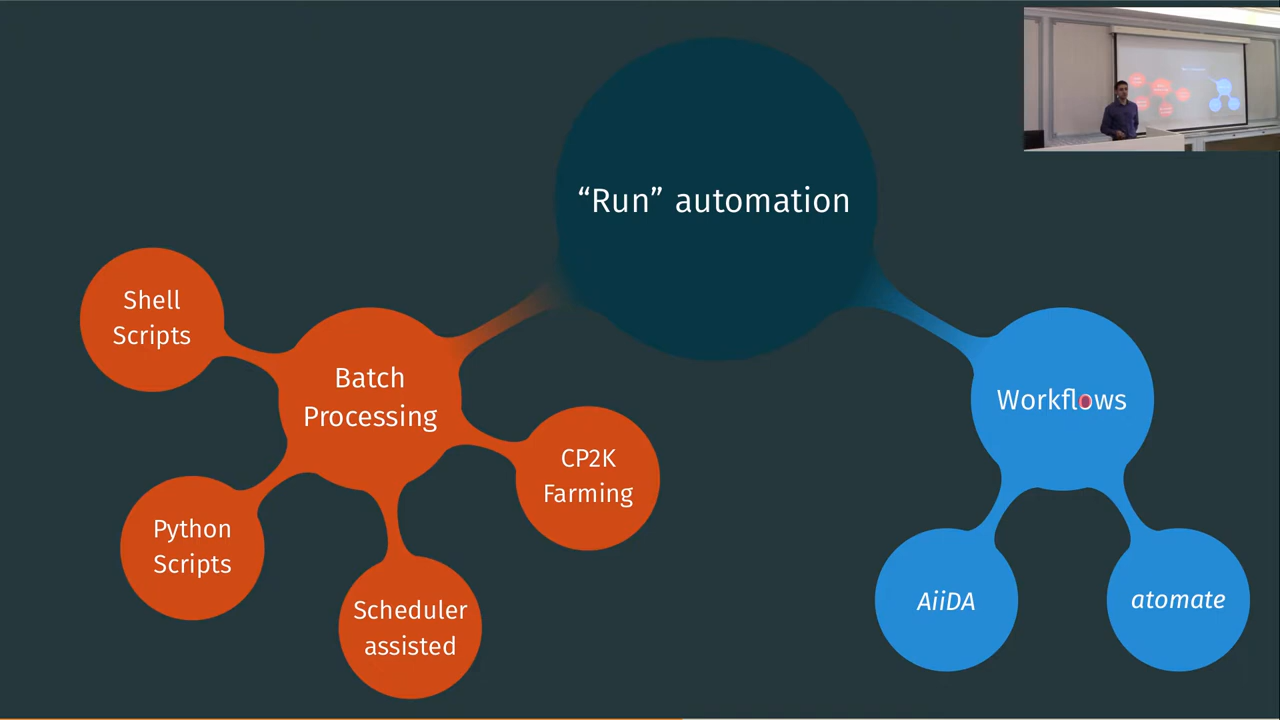 “Run” automation
Shell
Scripts
Batch
Processing
CP2K
Farming
Python
Scripts
Scheduler
assisted
Workflows
AiiDA
atomate